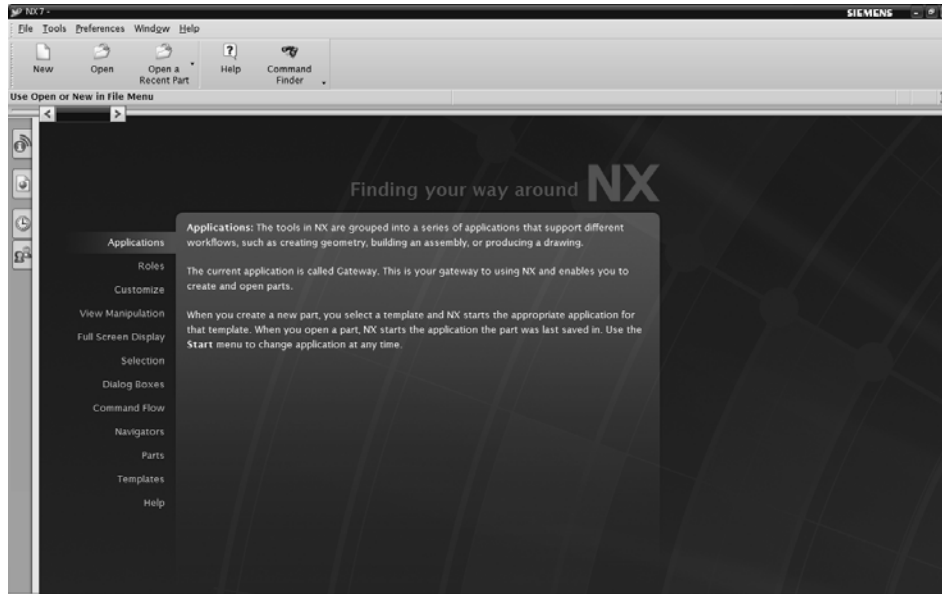 NX 7 -
SIEMENS
File Tools Preferences Window Help
New
Open
Open a
Recent Part
Help
Command
Finder
Use Open or New in File Menu
Finding your way around NX
Applications
Roles
Customize
View Manipulation
Full Screen Display
Selection
Dialog Boxes
Command Flow
Navigators
Parts
Templates
Help
Applications: The tools in NX are grouped into a series of applications that support different
workflows, such as creating geometry, building an assembly, or producing a drawing.
The current application is called Gateway. This is your gateway to using NX and enables you to
create and open parts.
When you create a new part, you select a template and NX starts the appropriate application for
that template. When you open a part, NX starts the application the part was last saved in. Use the
Start menu to change application at any time.